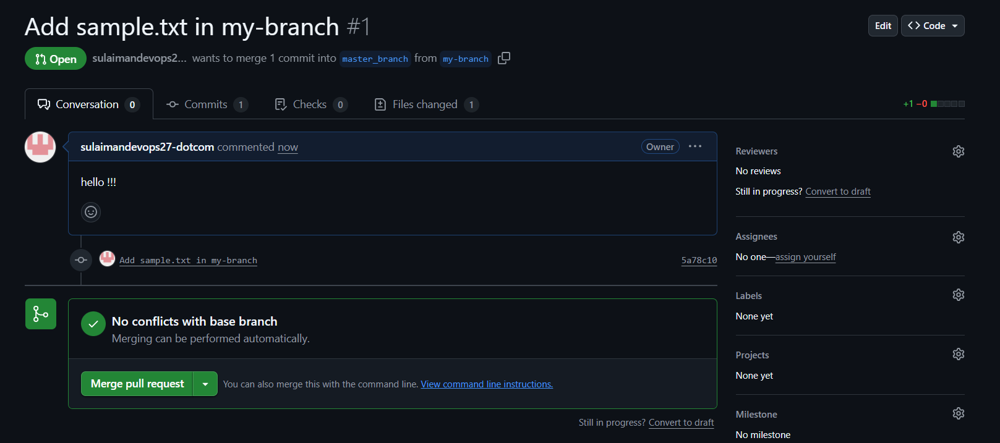 Add sample.txt in my-branch #1
Edit
Code
Open
sulaimandevops2... wants to merge 1 commit into master_branch from my-branch
Conversation 0
Commits 1
Checks 0
Files changed 1
+1 −0
sulaimandevops27-dotcom commented now
Owner
hello !!!
Add sample.txt in my-branch
5a78c10
No conflicts with base branch
Merging can be performed automatically.
Merge pull request
You can also merge this with the command line. View command line instructions.
Still in progress? Convert to draft
Reviewers
No reviews
Still in progress? Convert to draft
Assignees
No one—assign yourself
Labels
None yet
Projects
None yet
Milestone
No milestone